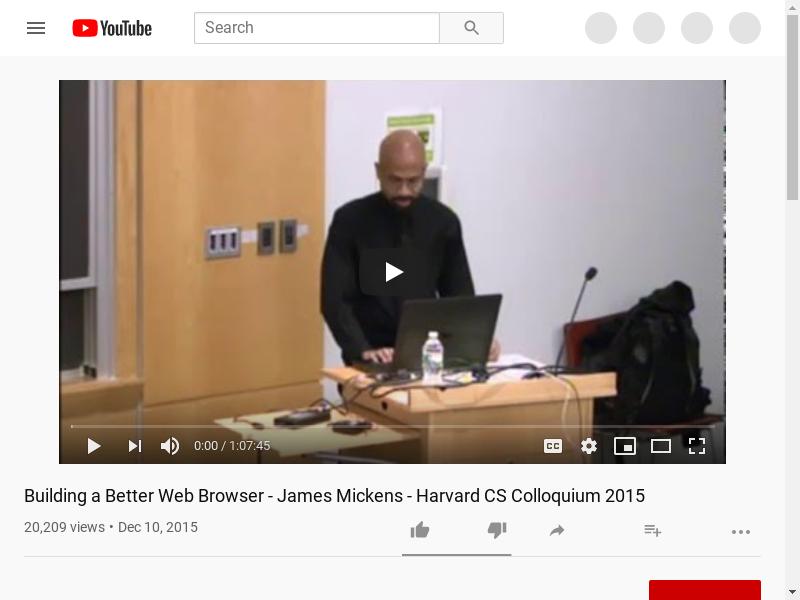 YouTube
Search
CC
0:00 / 1:07:45
Building a Better Web Browser - James Mickens - Harvard CS Colloquium 2015
20,209 views • Dec 10, 2015